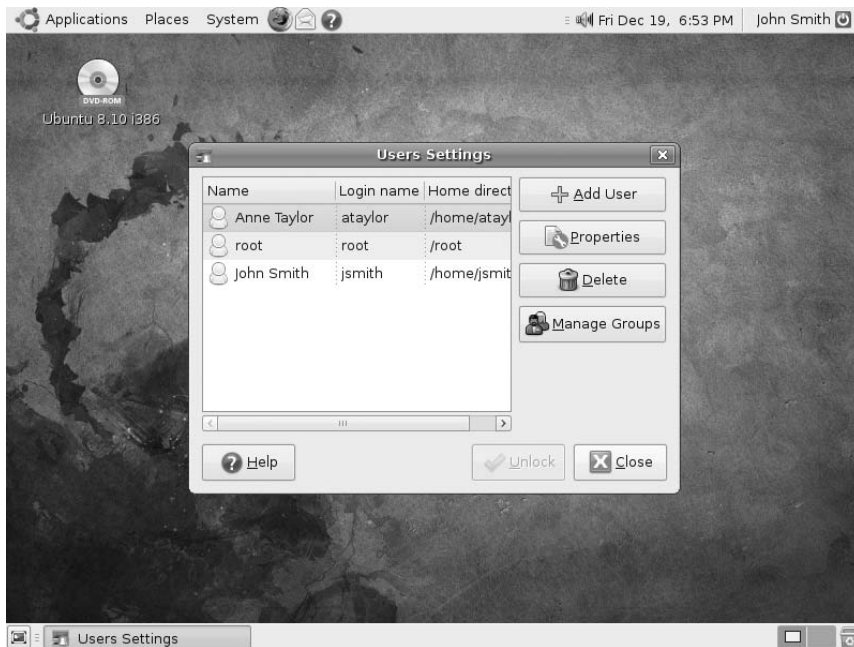 Applications Places System Fri Dec 19, 6:53 PM John Smith
DVD-ROM
Ubuntu 8.10 i386
Users Settings
Name Login name Home direct
Anne Taylor ataylor /home/atayl
root root /root
John Smith jsmith /home/jsmit
Add User
Properties
Delete
Manage Groups
Help Unlock Close
Users Settings